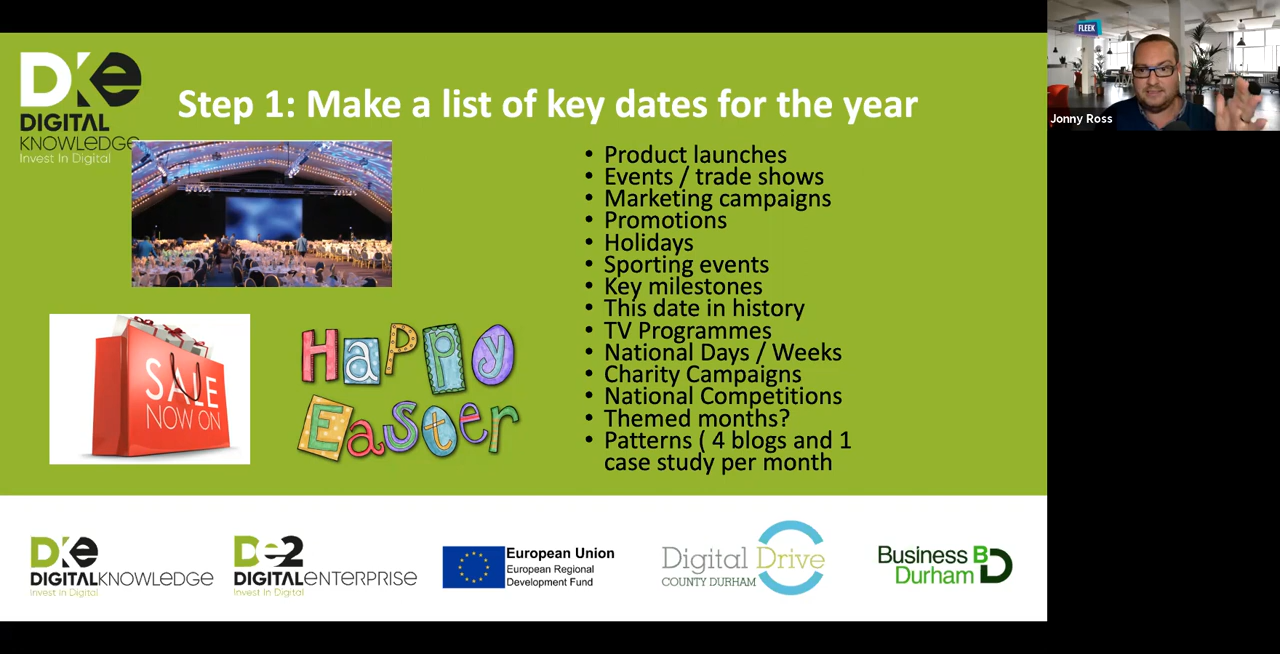 DKe
DIGITAL
KNOWLEDGE
Invest In Digital
Step 1: Make a list of key dates for the year
• Product launches
• Events / trade shows
• Marketing campaigns
• Promotions
• Holidays
• Sporting events
• Key milestones
• This date in history
• TV Programmes
• National Days / Weeks
• Charity Campaigns
• National Competitions
• Themed months?
• Patterns ( 4 blogs and 1
case study per month
SALE
NOW ON
HaPPy
Easter
FLEEK
Jonny Ross
DKe
DIGITALKNOWLEDGE
Invest In Digital
De2
DIGITALENTERPRISE
Invest In Digital
European Union
European Regional
Development Fund
Digital Drive
COUNTY DURHAM
Business
Durham
BD